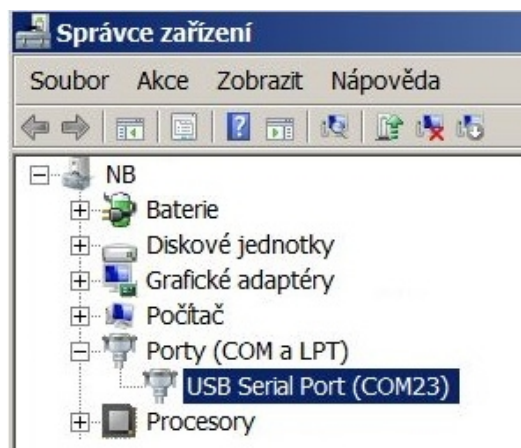 Správce zařízení
Soubor Akce Zobrazit Nápověda
NB
Baterie
Diskové jednotky
Grafické adaptéry
Počítač
Porty (COM a LPT)
USB Serial Port (COM23)
Procesory